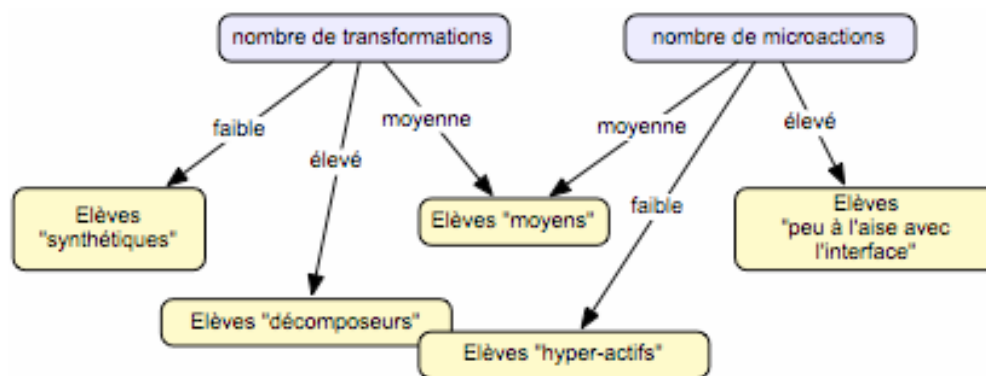 nombre de transformations
nombre de microactions
faible
élevé
moyenne
moyenne
faible
élevé
Elèves
"synthétiques"
Elèves "moyens"
Elèves
"peu à l'aise avec
l'interface"
Elèves "décomposeurs"
Elèves "hyper-actifs"